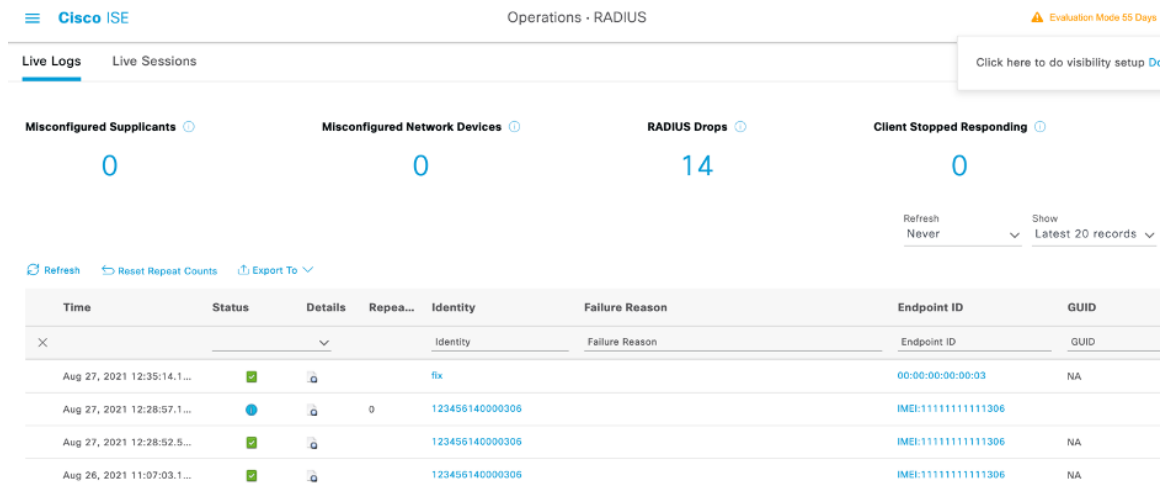 Cisco ISE
Operations · RADIUS
Evaluation Mode 55 Days
Live Logs
Live Sessions
Click here to do visibility setup Do
Misconfigured Supplicants
Misconfigured Network Devices
RADIUS Drops
Client Stopped Responding
0
0
14
0
Refresh
Show
Never
Latest 20 records
Refresh
Reset Repeat Counts
Export To
Time Status Details Repea... Identity Failure Reason Endpoint ID GUID
Identity Failure Reason Endpoint ID GUID
Aug 27, 2021 12:35:14.1... fix 00:00:00:00:00:03 NA
Aug 27, 2021 12:28:57.1... 0 123456140000306 IMEI:11111111111306
Aug 27, 2021 12:28:52.5... 123456140000306 IMEI:11111111111306 NA
Aug 26, 2021 11:07:03.1... 123456140000306 IMEI:11111111111306 NA